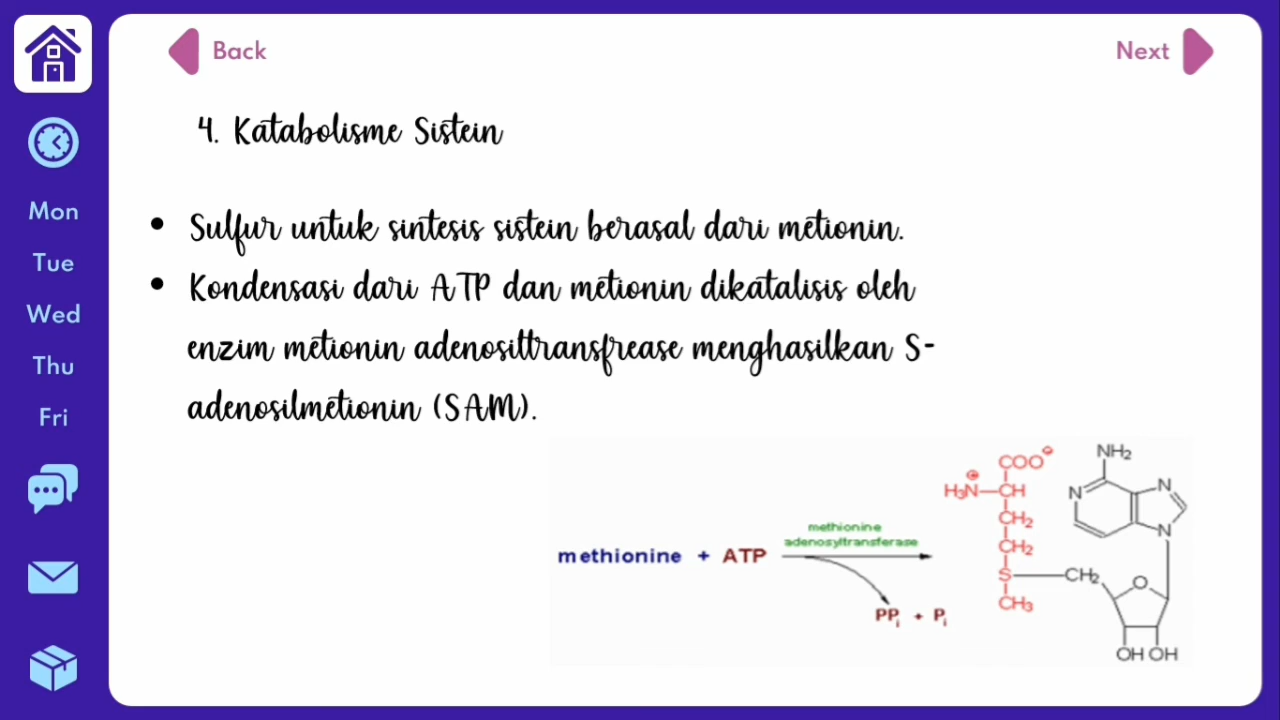 Back
Next
4. Katabolisme Sistein
Mon
Tue
Wed
Thu
Fri
• Sulfur untuk sintesis sistein berasal dari metionin.
• Kondensasi dari ATP dan metionin dikatalisis oleh
enzim metionin adenosiltransfrease menghasilkan S-
adenosilmetionin (SAM).
methionine + ATP
methionine
adenosyltransferase
PPi + Pi
COO⊖
⊕
H3N—CH
CH2
CH2
S—CH2
CH3
NH2
N
N
N
O
OH OH